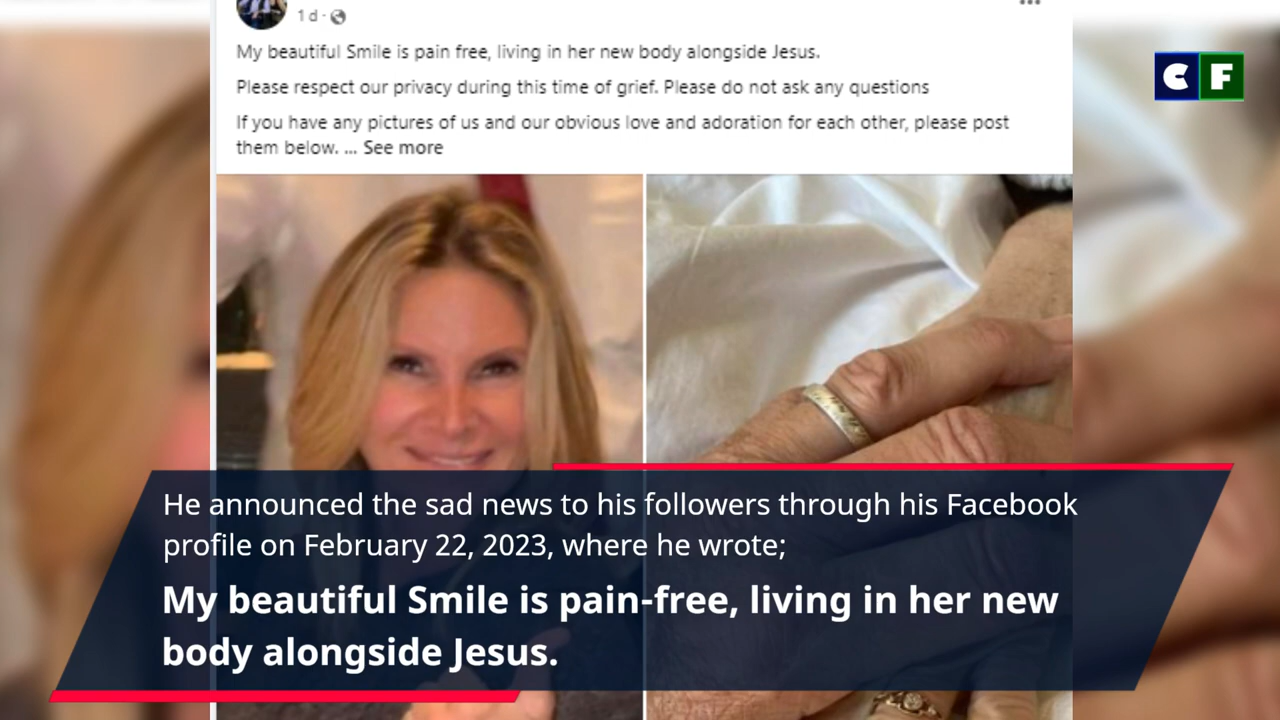 1 d ·
My beautiful Smile is pain free, living in her new body alongside Jesus.
Please respect our privacy during this time of grief. Please do not ask any questions
If you have any pictures of us and our obvious love and adoration for each other, please post
them below. ... See more
CF
He announced the sad news to his followers through his Facebook
profile on February 22, 2023, where he wrote;
My beautiful Smile is pain-free, living in her new
body alongside Jesus.